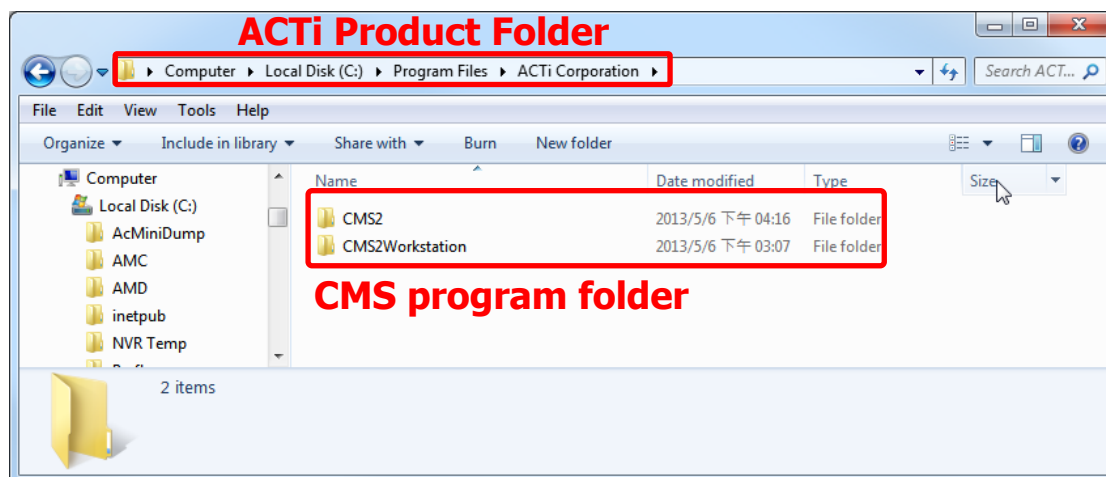 ACTi Product Folder
Computer Local Disk (C:) Program Files ACTi Corporation
Search ACT...
File Edit View Tools Help
Organize Include in library Share with Burn New folder
Computer
Local Disk (C:)
AcMiniDump
AMC
AMD
inetpub
NVR Temp
Name Date modified Type Size
CMS2 2013/5/6 下午 04:16 File folder
CMS2Workstation 2013/5/6 下午 03:07 File folder
CMS program folder
2 items